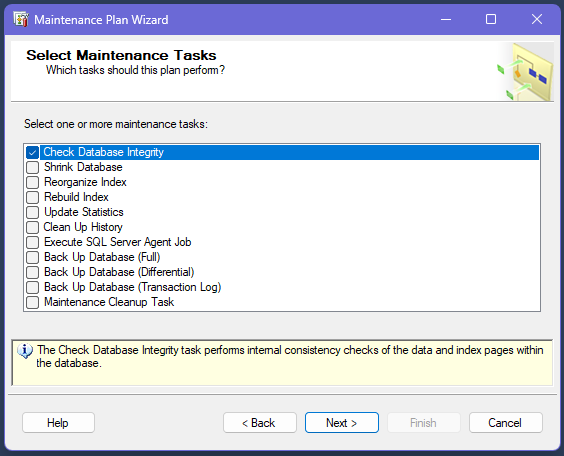 Maintenance Plan Wizard
Select Maintenance Tasks
Which tasks should this plan perform?
Select one or more maintenance tasks:
Check Database Integrity
Shrink Database
Reorganize Index
Rebuild Index
Update Statistics
Clean Up History
Execute SQL Server Agent Job
Back Up Database (Full)
Back Up Database (Differential)
Back Up Database (Transaction Log)
Maintenance Cleanup Task
The Check Database Integrity task performs internal consistency checks of the data and index pages within
the database.
Help
< Back
Next >
Finish
Cancel